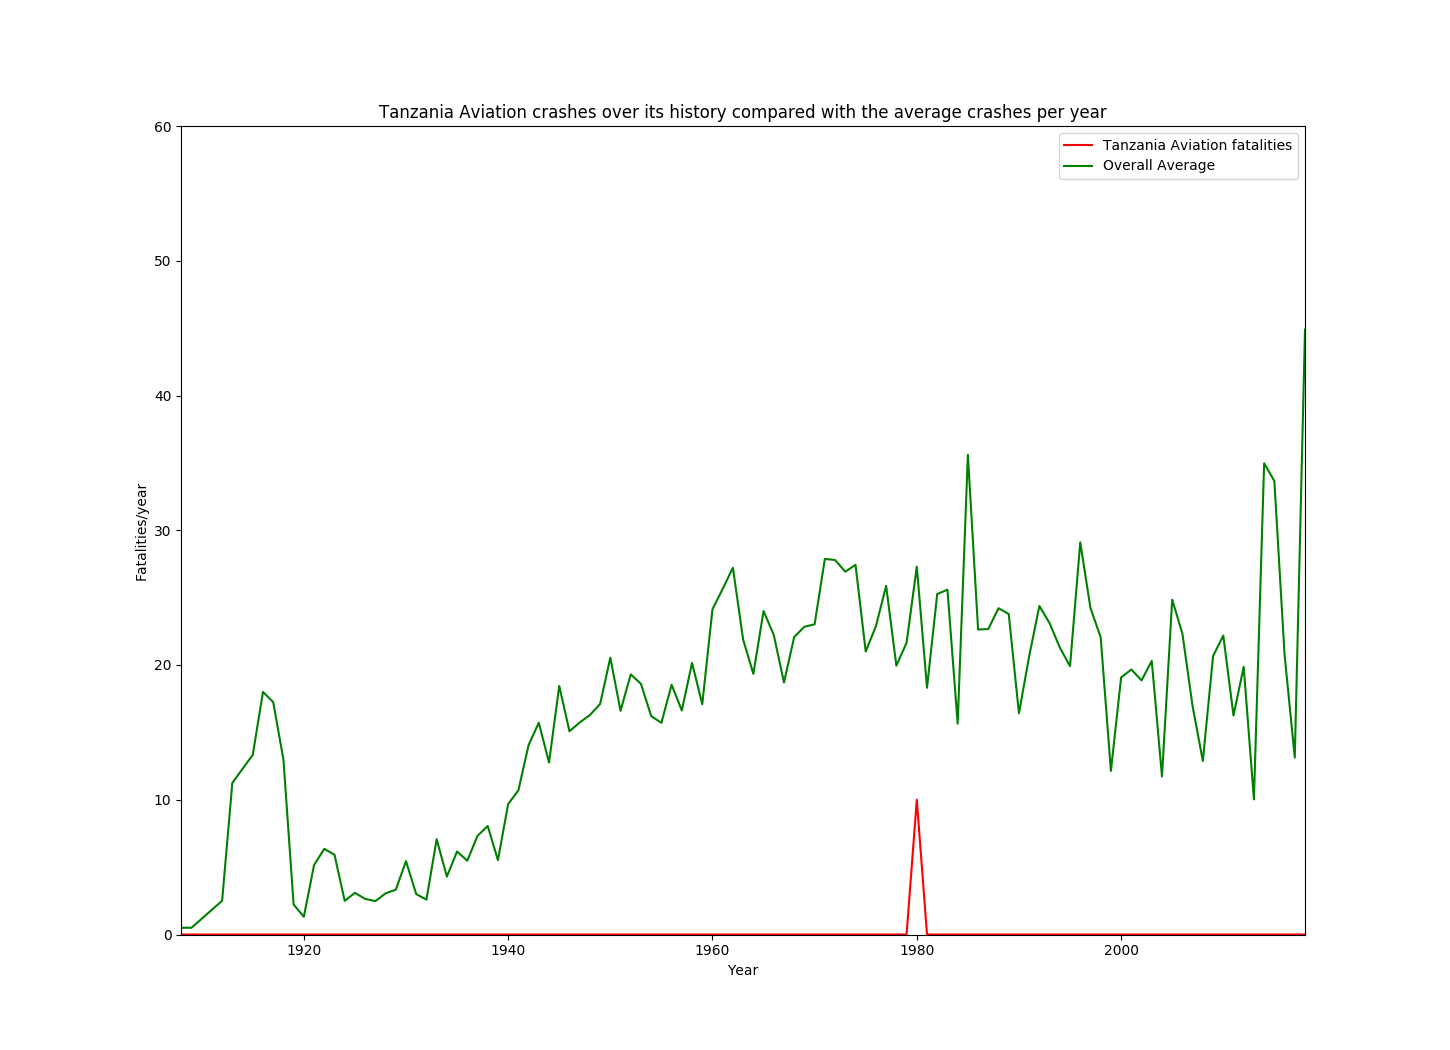 Tanzania Aviation crashes over its history compared with the average crashes per year
60
50
40
30
20
10
0
Fatalities/year
Tanzania Aviation fatalities
Overall Average
1920
1940
1960
1980
2000
Year